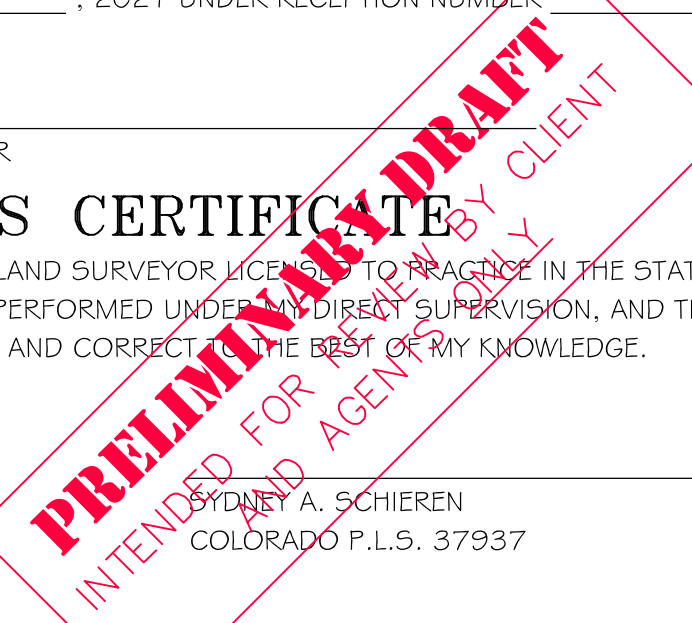 , 2021 UNDER RECEPTION NUMBER
R
S CERTIFICATE
LAND SURVEYOR LICENSED TO PRACTICE IN THE STAT
PERFORMED UNDER MY DIRECT SUPERVISION, AND TH
AND CORRECT TO THE BEST OF MY KNOWLEDGE.
SYDNEY A. SCHIEREN
COLORADO P.L.S. 37937
PRELIMINARY DRAFT
INTENDED FOR REVIEW BY CLIENT
AND AGENTS ONLY